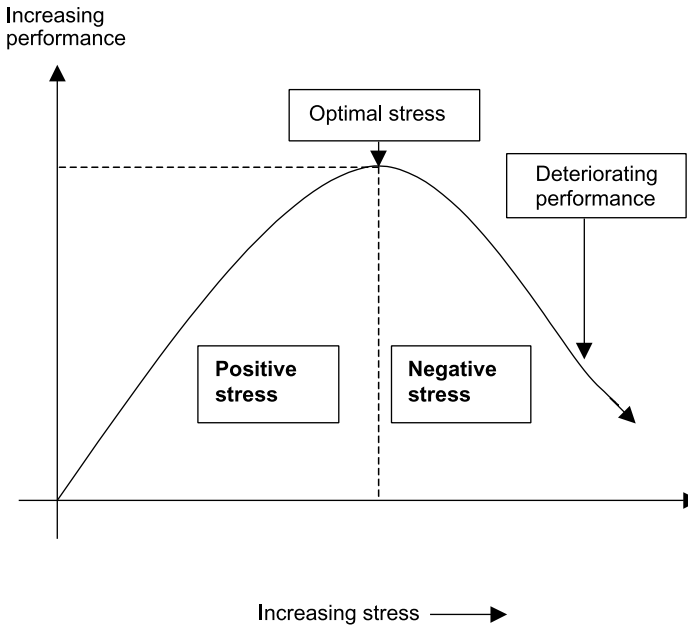 Increasing
performance
Optimal stress
Deteriorating
performance
Positive
stress
Negative
stress
Increasing stress